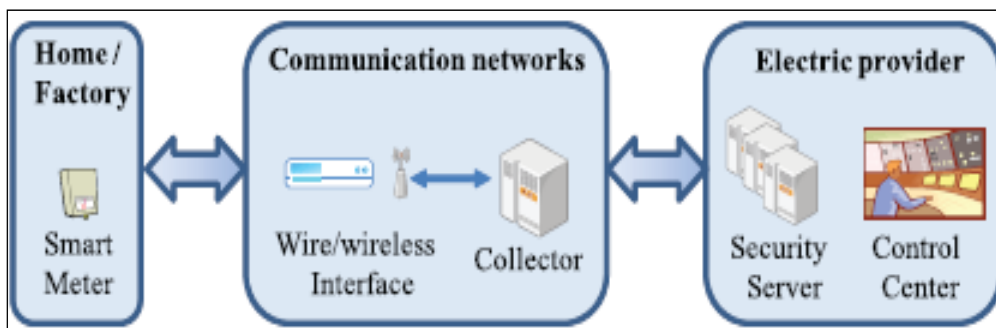 Home /
Factory
Smart
Meter
Communication networks
Wire/wireless
Interface
Collector
Electric provider
Security
Server
Control
Center